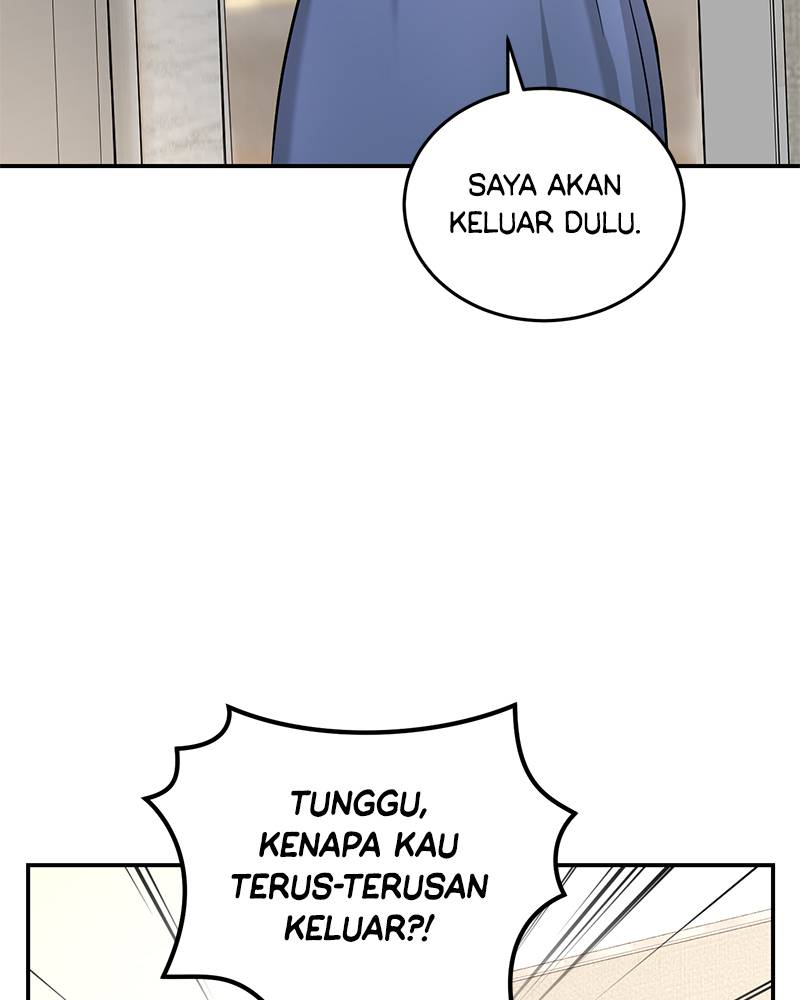 SAYA AKAN
KELUAR DULU.
TUNGGU,
KENAPA KAU
TERUS-TERUSAN
KELUAR?!